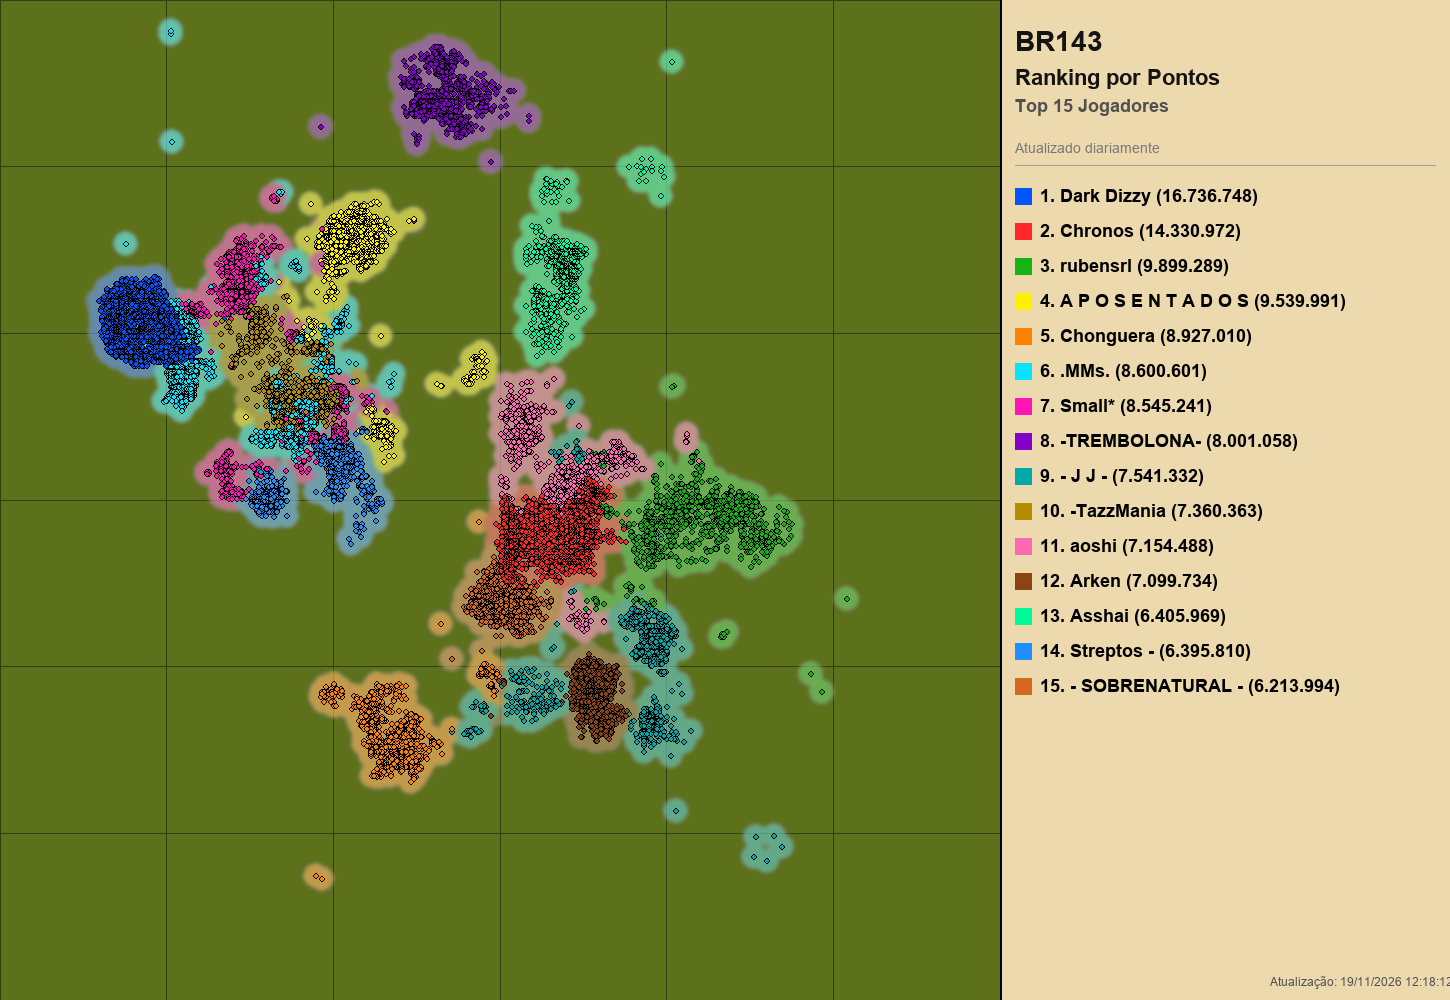 BR143
Ranking por Pontos
Top 15 Jogadores
Atualizado diariamente
1. Dark Dizzy (16.736.748)
2. Chronos (14.330.972)
3. rubensrl (9.899.289)
4. A P O S E N T A D O S (9.539.991)
5. Chonguera (8.927.010)
6. .MMs. (8.600.601)
7. Small* (8.545.241)
8. -TREMBOLONA- (8.001.058)
9. - J J - (7.541.332)
10. -TazzMania (7.360.363)
11. aoshi (7.154.488)
12. Arken (7.099.734)
13. Asshai (6.405.969)
14. Streptos - (6.395.810)
15. - SOBRENATURAL - (6.213.994)
Atualização: 19/11/2026 12:18:12